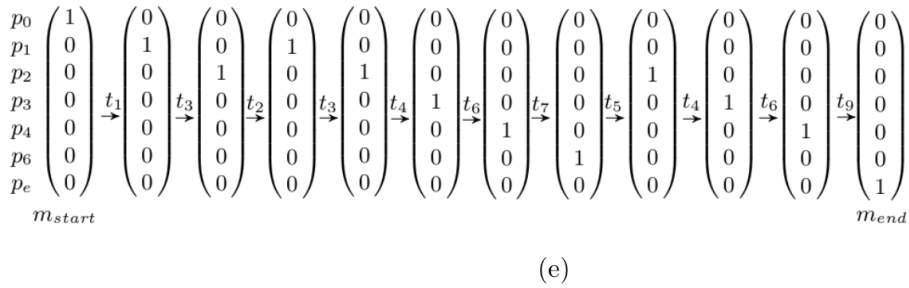 p₀ 1 0 0 0 0 0 0 0 0 0 0 0
p₁ 0 1 0 1 0 0 0 0 0 0 0 0
p₂ 0 0 1 0 1 0 0 0 1 0 0 0
p₃ 0 t₁ 0 t₃ 0 t₂ 0 t₃ 0 t₄ 1 t₆ 0 t₇ 0 t₅ 0 t₄ 1 t₆ 0 t₉ 0
p₄ 0 → 0 → 0 → 0 → 0 → 0 → 1 → 0 → 0 → 0 → 1 → 0
p₆ 0 0 0 0 0 0 0 1 0 0 0 0
pₑ 0 0 0 0 0 0 0 0 0 0 0 1
m_start m_end
(e)